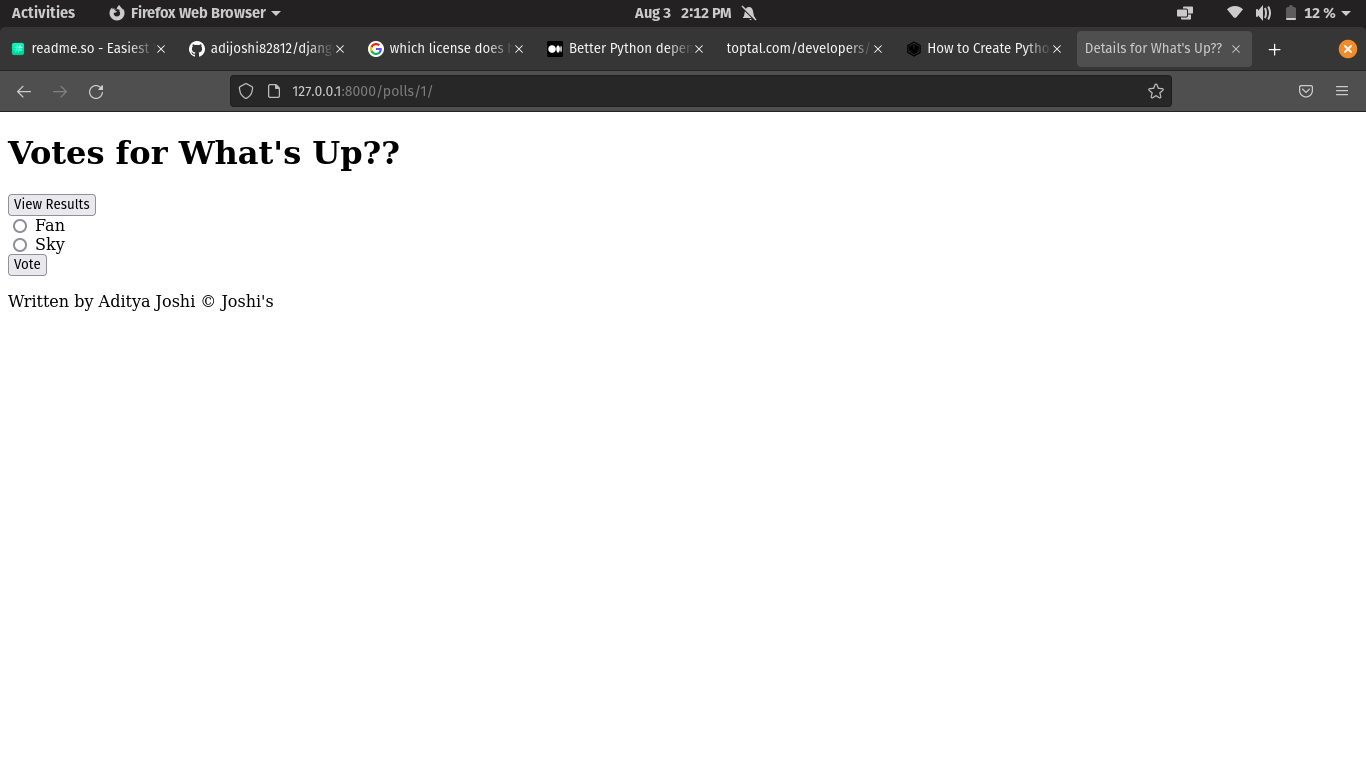 Activities Firefox Web Browser Aug 3 2:12 PM 12 %
readme.so - Easiest adijoshi82812/djang which license does Better Python deper toptal.com/developers/ How to Create Pytho Details for What's Up??
127.0.0.1:8000/polls/1/
Votes for What's Up??
View Results
Fan
Sky
Vote
Written by Aditya Joshi © Joshi's